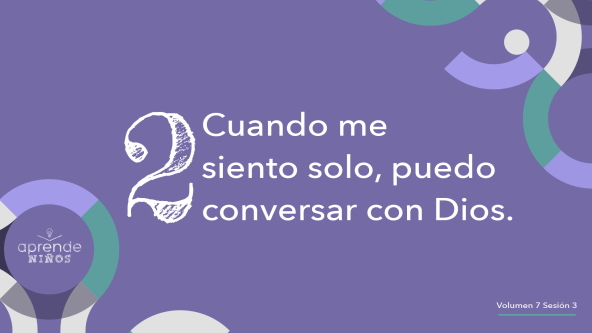 2
Cuando me
siento solo, puedo
conversar con Dios.
aprende
NIÑOS
Volumen 7 Sesión 3